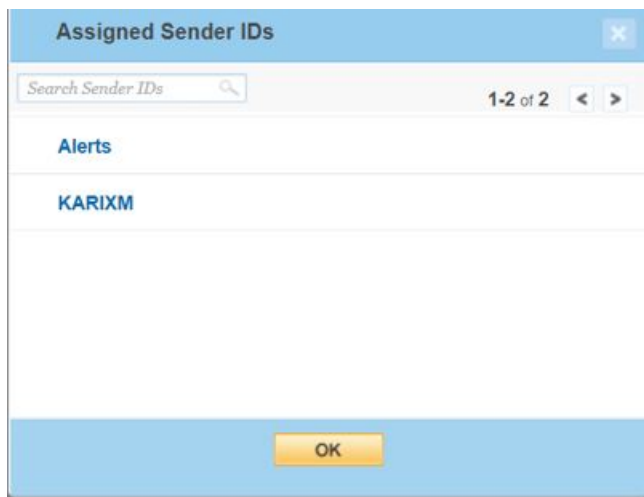 Assigned Sender IDs
Search Sender IDs
1-2 of 2
Alerts
KARIXM
OK